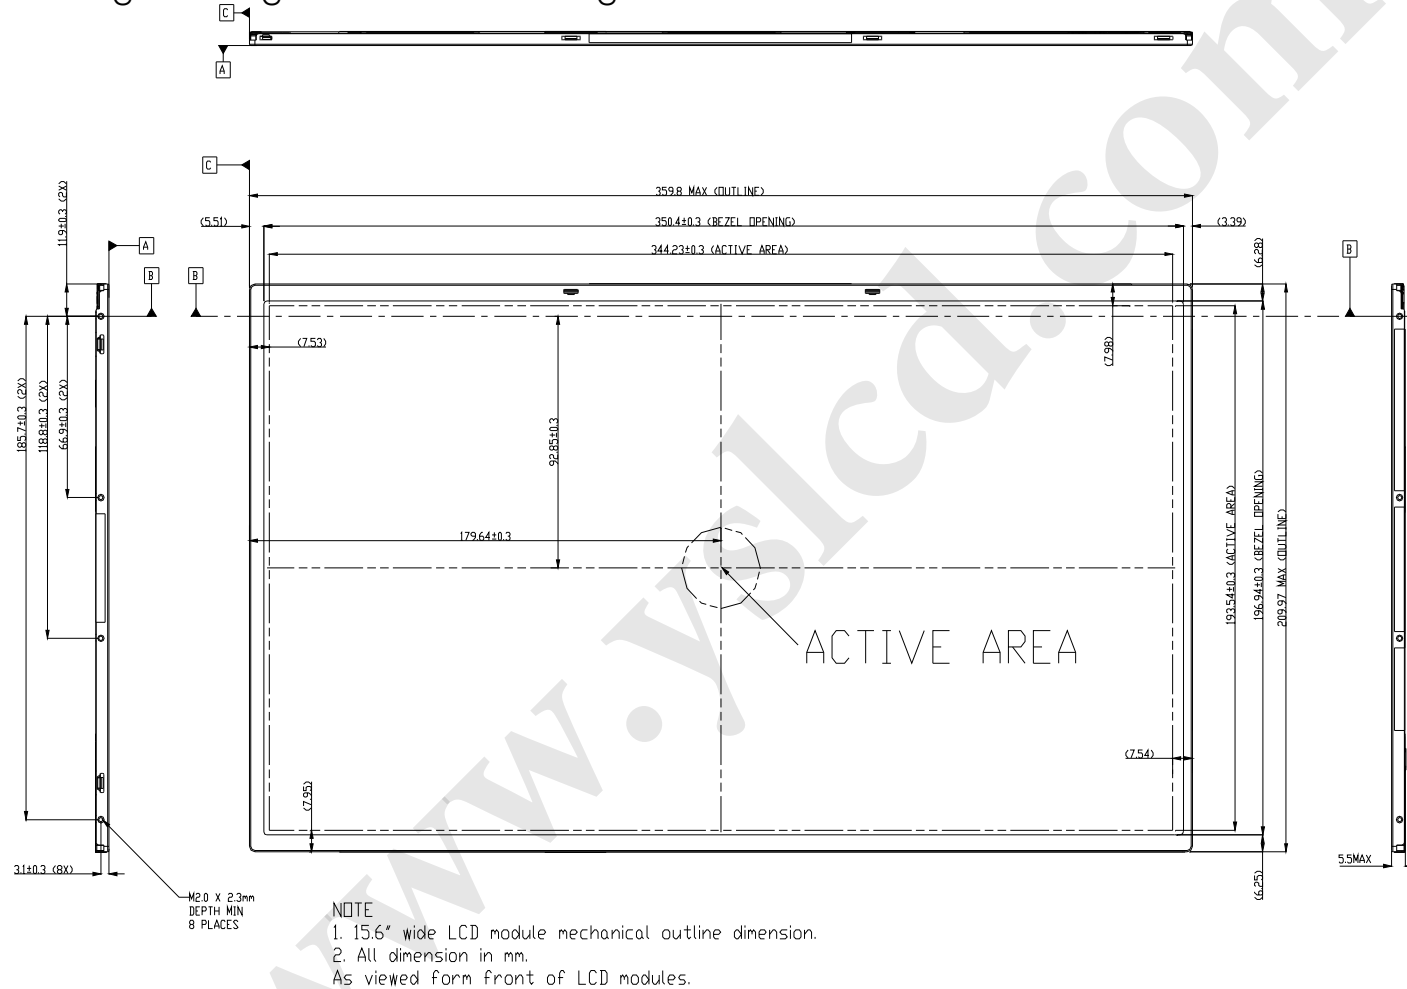 C
A
C
359.8 MAX (OUTLINE)
(5.51)
350.4±0.3 (BEZEL OPENING)
(3.39)
344.23±0.3 (ACTIVE AREA)
11.9±0.3 (2X)
A
B
B
(6.28)
B
(7.53)
(7.98)
185.7±0.3 (2X)
118.8±0.3 (2X)
66.9±0.3 (2X)
92.85±0.3
179.64±0.3
193.54±0.3 (ACTIVE AREA)
196.94±0.3 (BEZEL OPENING)
209.97 MAX (OUTLINE)
ACTIVE AREA
(7.54)
(7.95)
3.1±0.3 (8X)
5.5MAX
(6.25)
M2.0 X 2.3mm
DEPTH MIN
8 PLACES
NOTE
1. 15.6" wide LCD module mechanical outline dimension.
2. All dimension in mm.
As viewed form front of LCD modules.
www.yslcd.com